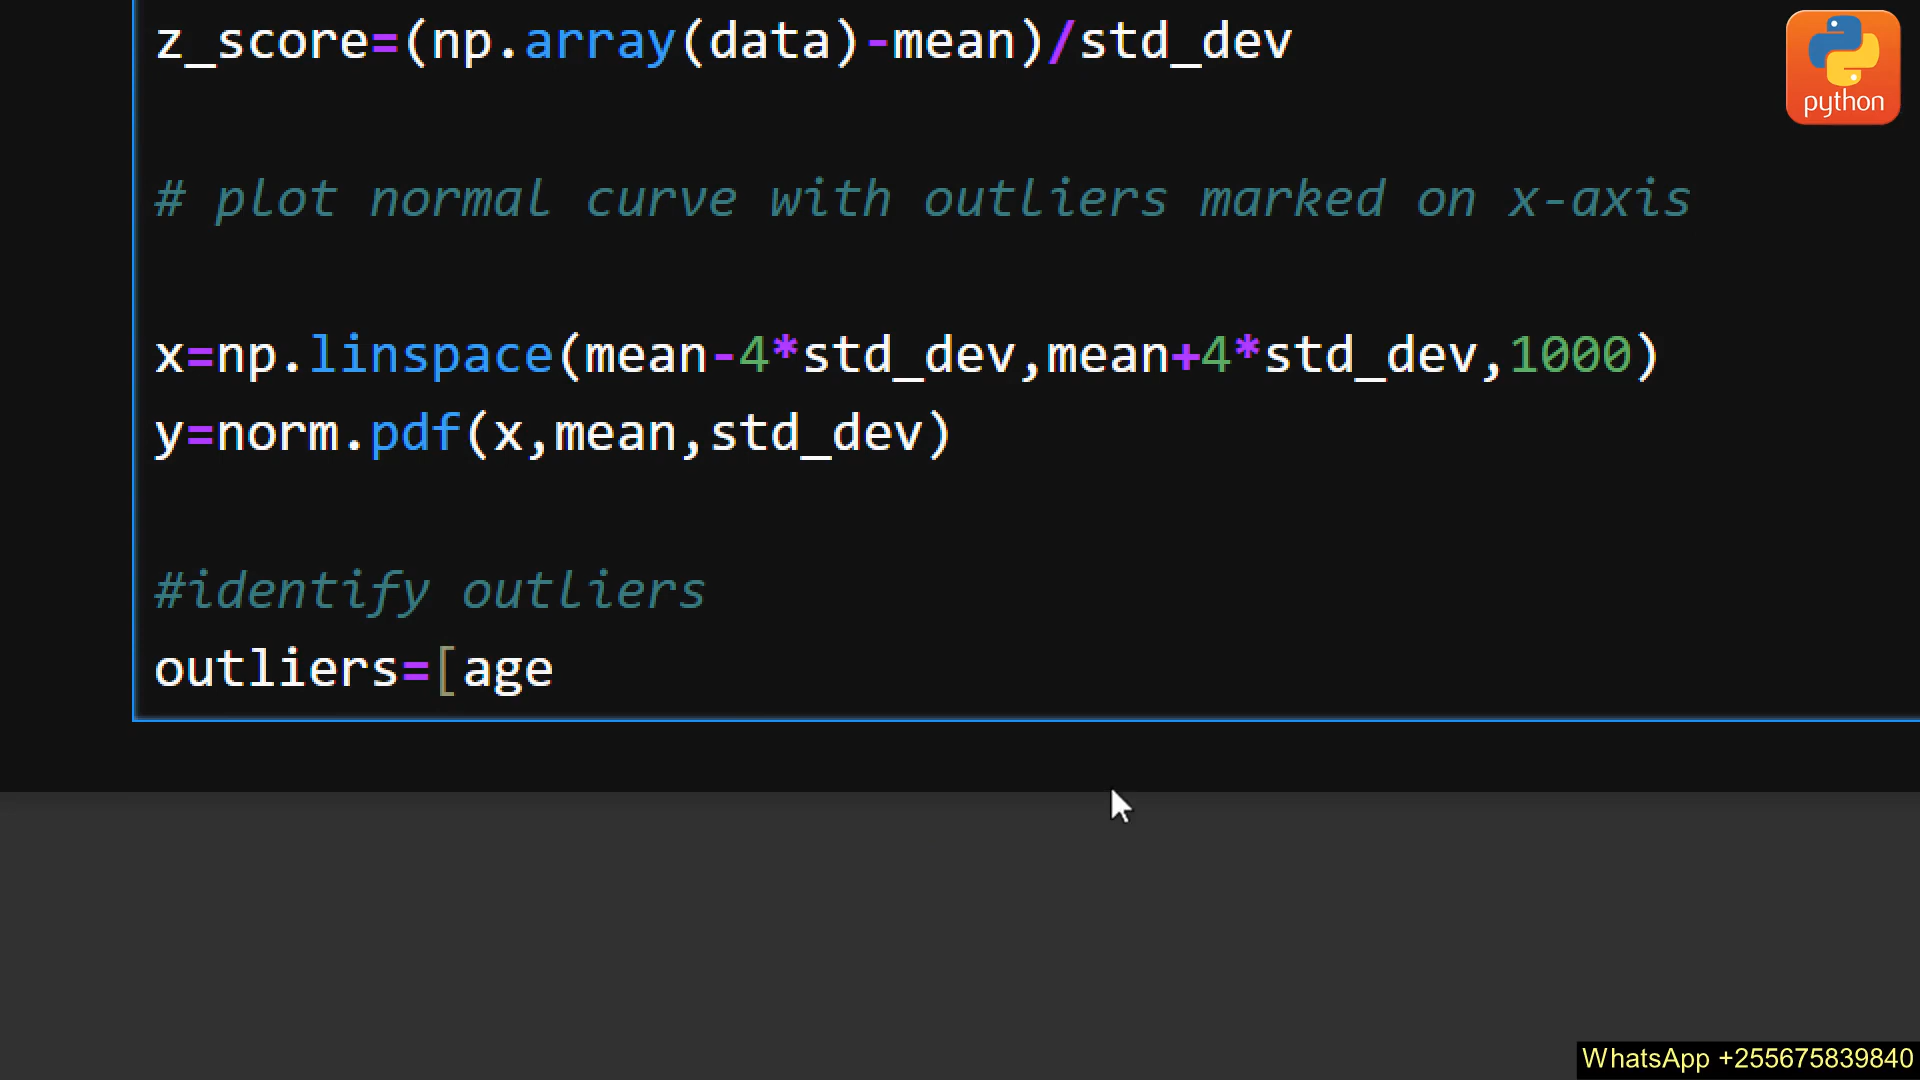 z_score=(np.array(data)-mean)/std_dev
python
# plot normal curve with outliers marked on x-axis
x=np.linspace(mean-4*std_dev,mean+4*std_dev,1000)
y=norm.pdf(x,mean,std_dev)
#identify outliers
outliers=[age
WhatsApp +255675839840